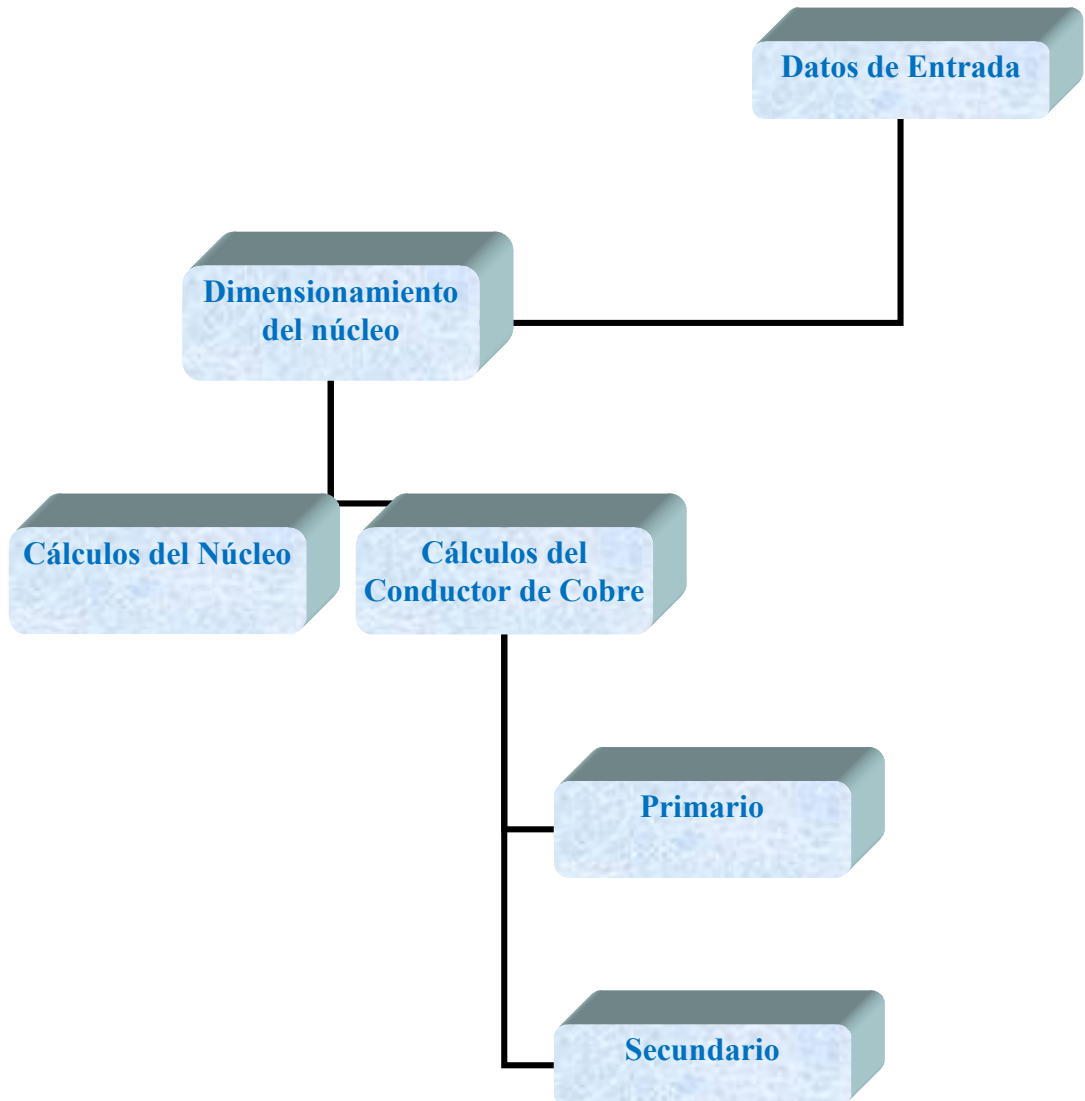 Datos de Entrada
Dimensionamiento
del núcleo
Cálculos del Núcleo
Cálculos del
Conductor de Cobre
Primario
Secundario